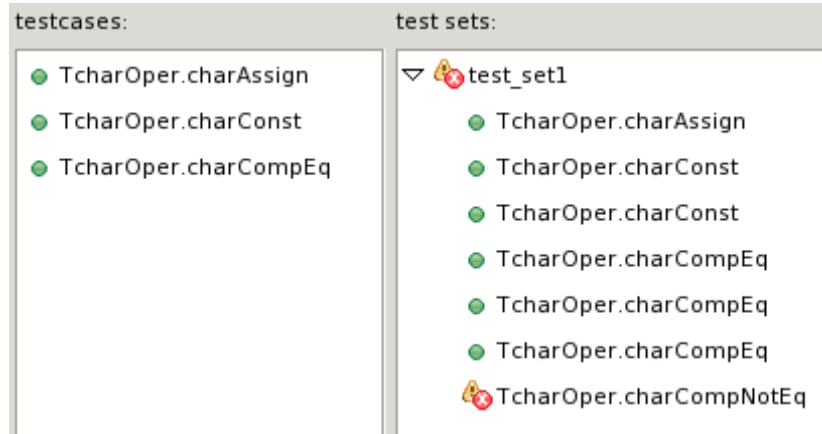 testcases:
TcharOper.charAssign
TcharOper.charConst
TcharOper.charCompEq
test sets:
test_set1
TcharOper.charAssign
TcharOper.charConst
TcharOper.charConst
TcharOper.charCompEq
TcharOper.charCompEq
TcharOper.charCompEq
TcharOper.charCompNotEq